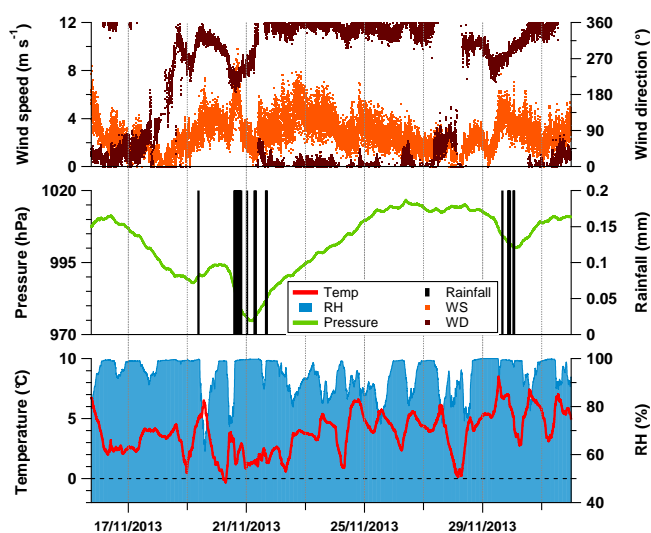 12 360
8 270
4 180
0 90
0
Wind speed (m s⁻¹)
Wind direction (°)
1020 0.2
995 0.15
970 0.1
0.05
0
Pressure (hPa)
Rainfall (mm)
Temp Rainfall
RH WS
Pressure WD
10 100
5 80
0 60
40
Temperature (°C)
RH (%)
17/11/2013 21/11/2013 25/11/2013 29/11/2013